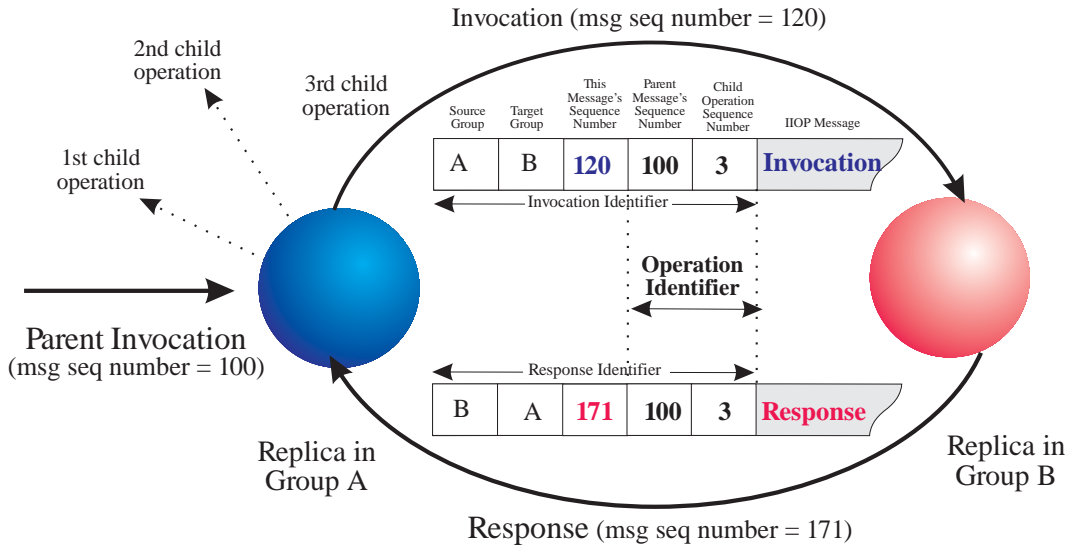 Invocation (msg seq number = 120)
2nd child
operation
3rd child
operation
1st child
operation
Source
Group
Target
Group
This
Message's
Sequence
Number
Parent
Message's
Sequence
Number
Child
Operation
Sequence
Number
IIOP Message
A B 120 100 3 Invocation
Invocation Identifier
Operation
Identifier
Parent Invocation
(msg seq number = 100)
Response Identifier
B A 171 100 3 Response
Replica in
Group A
Replica in
Group B
Response (msg seq number = 171)